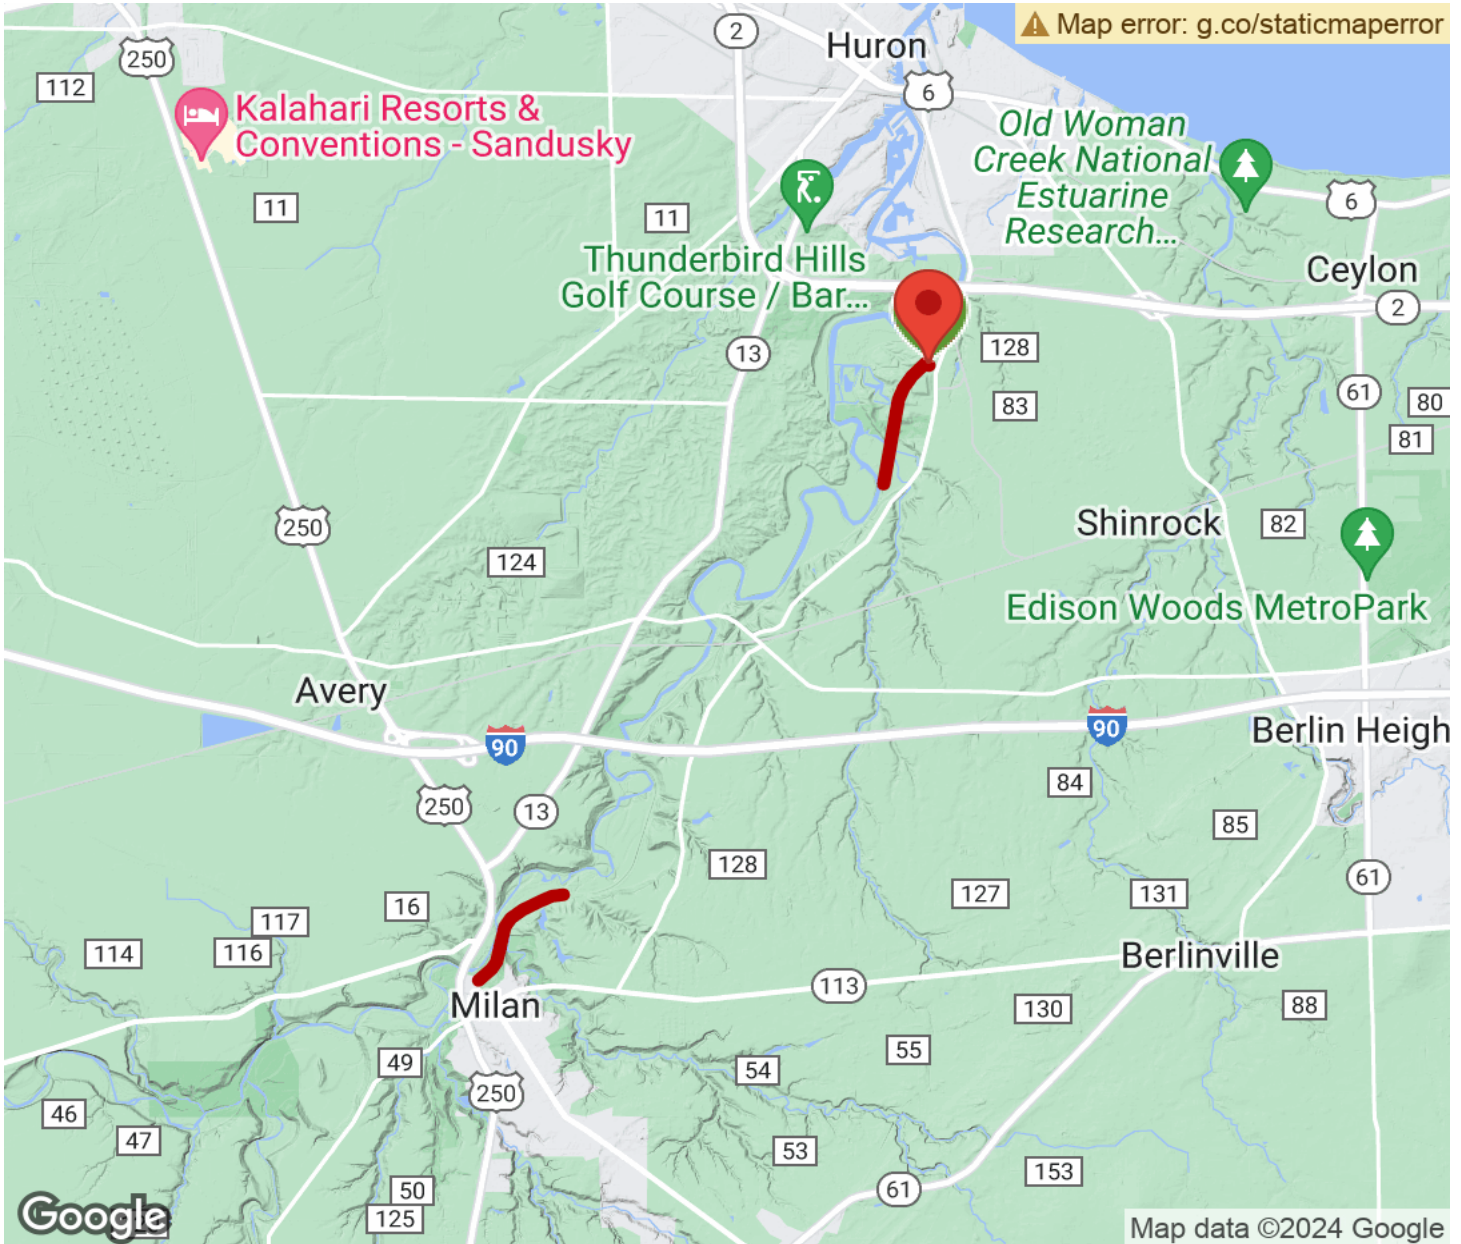 Map error: g.co/staticmaperror
2
Huron
250
6
112
Kalahari Resorts &
Conventions - Sandusky
Old Woman
Creek National
Estuarine
Research...
6
11
11
Thunderbird Hills
Golf Course / Bar...
Ceylon
2
13
128
61
80
83
81
250
Shinrock
82
124
Edison Woods MetroPark
Avery
90
90
Berlin Heigh
84
250
13
85
128
61
127
131
16
117
114
116
Berlinville
113
Milan
130
88
49
55
54
250
46
47
53
153
50
61
125
Google
Map data ©2024 Google